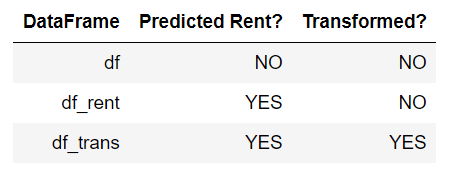 DataFrame Predicted Rent? Transformed?
df NO NO
df_rent YES NO
df_trans YES YES